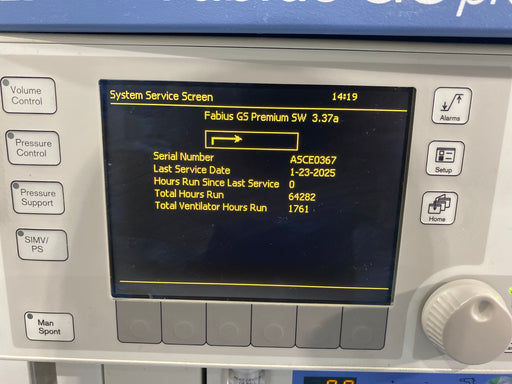 System Service Screen 14:19
Fabius GS Premium SW 3.37a
Serial Number ASCE0367
Last Service Date 1-23-2025
Hours Run Since Last Service 0
Total Hours Run 64282
Total Ventilator Hours Run 1761
Volume
Control
Pressure
Control
Pressure
Support
SIMV/
PS
Man
Spont
Alarms
Setup
Home